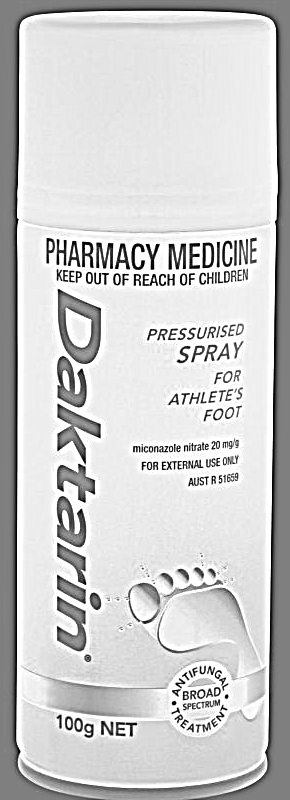 PHARMACY MEDICINE
KEEP OUT OF REACH OF CHILDREN
Daktarin®
PRESSURISED
SPRAY
FOR
ATHLETE'S
FOOT
miconazole nitrate 20 mg/g
FOR EXTERNAL USE ONLY
AUST R 51659
ANTIFUNGAL
BROAD
SPECTRUM
TREATMENT
100g NET